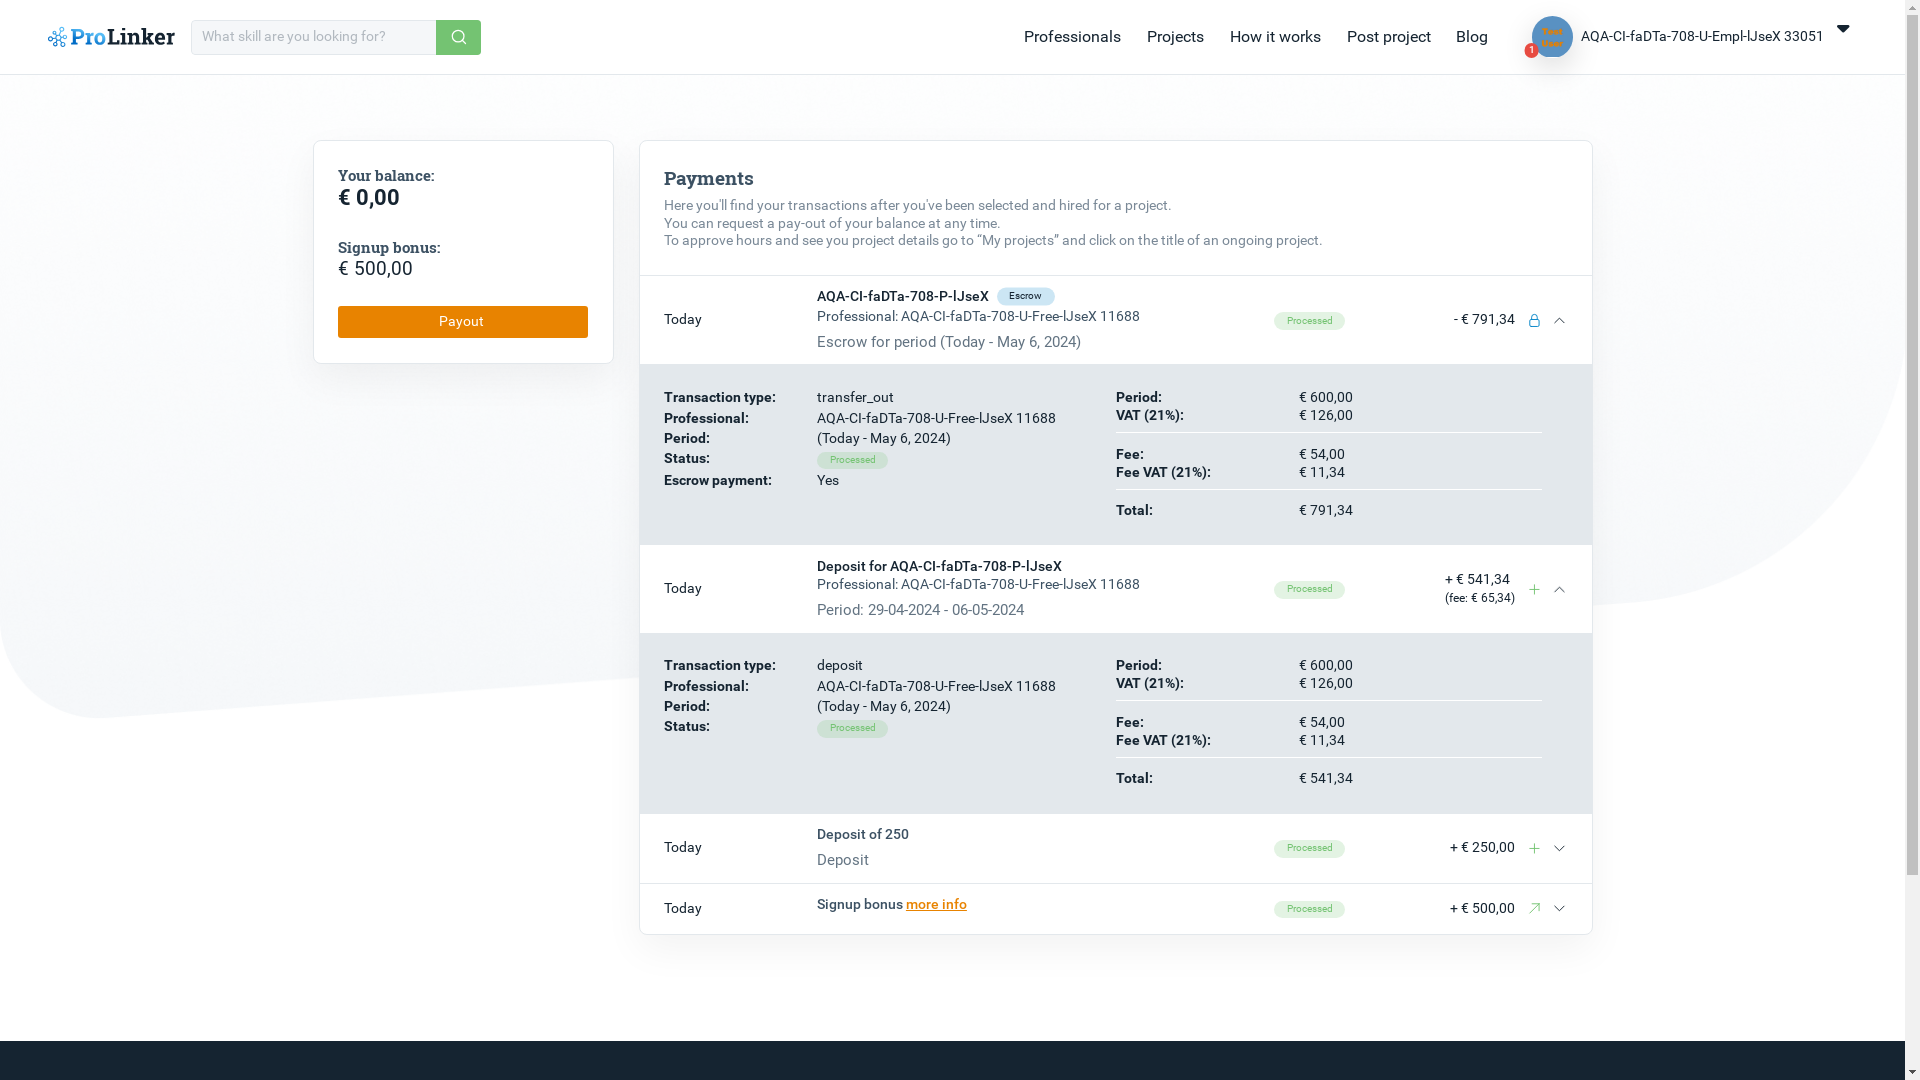 ProLinker
What skill are you looking for?
Professionals
Projects
How it works
Post project
Blog
Test
User
1
AQA-CI-faDTa-708-U-Empl-lJseX 33051
Your balance:
€ 0,00
Signup bonus:
€ 500,00
Payout
Payments
Here you'll find your transactions after you've been selected and hired for a project.
You can request a pay-out of your balance at any time.
To approve hours and see you project details go to “My projects” and click on the title of an ongoing project.
Today
AQA-CI-faDTa-708-P-lJseX Escrow
Professional: AQA-CI-faDTa-708-U-Free-lJseX 11688
Escrow for period (Today - May 6, 2024)
Processed
- € 791,34
Transaction type: transfer_out
Professional: AQA-CI-faDTa-708-U-Free-lJseX 11688
Period: (Today - May 6, 2024)
Status: Processed
Escrow payment: Yes
Period: € 600,00
VAT (21%): € 126,00
Fee: € 54,00
Fee VAT (21%): € 11,34
Total: € 791,34
Today
Deposit for AQA-CI-faDTa-708-P-lJseX
Professional: AQA-CI-faDTa-708-U-Free-lJseX 11688
Period: 29-04-2024 - 06-05-2024
Processed
+ € 541,34
(fee: € 65,34)
Transaction type: deposit
Professional: AQA-CI-faDTa-708-U-Free-lJseX 11688
Period: (Today - May 6, 2024)
Status: Processed
Period: € 600,00
VAT (21%): € 126,00
Fee: € 54,00
Fee VAT (21%): € 11,34
Total: € 541,34
Today
Deposit of 250
Deposit
Processed
+ € 250,00
Today
Signup bonus more info
Processed
+ € 500,00